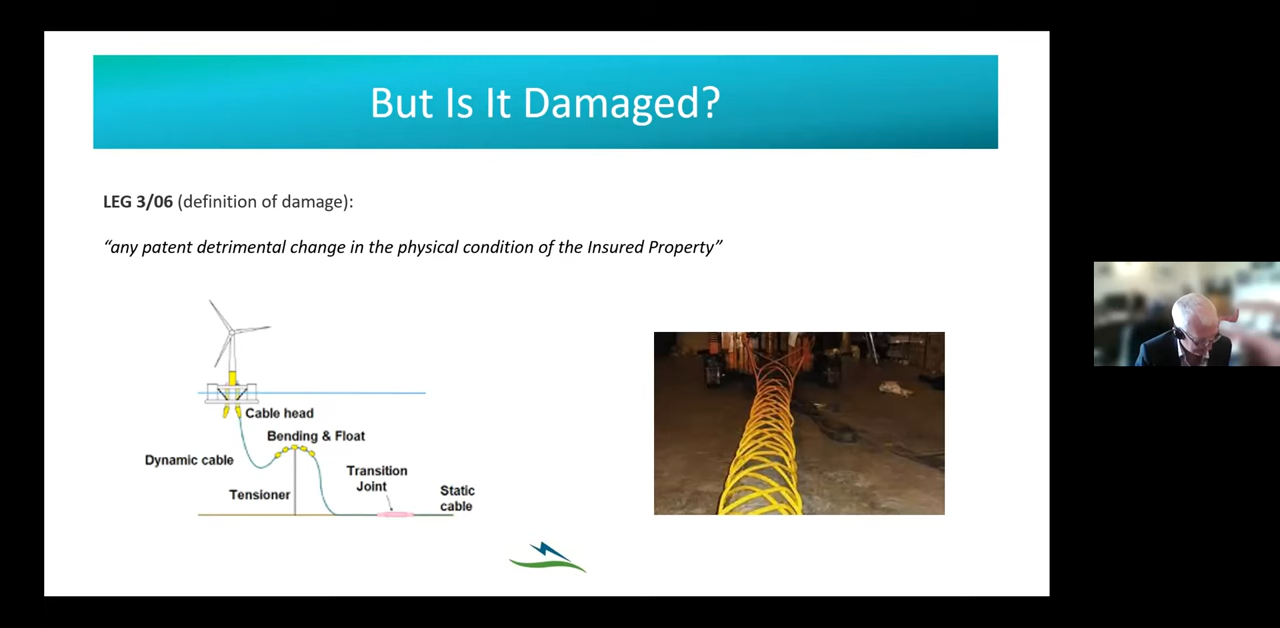 But Is It Damaged?
LEG 3/06 (definition of damage):
“any patent detrimental change in the physical condition of the Insured Property”
Cable head
Bending & Float
Dynamic cable
Transition
Joint
Tensioner
Static
cable